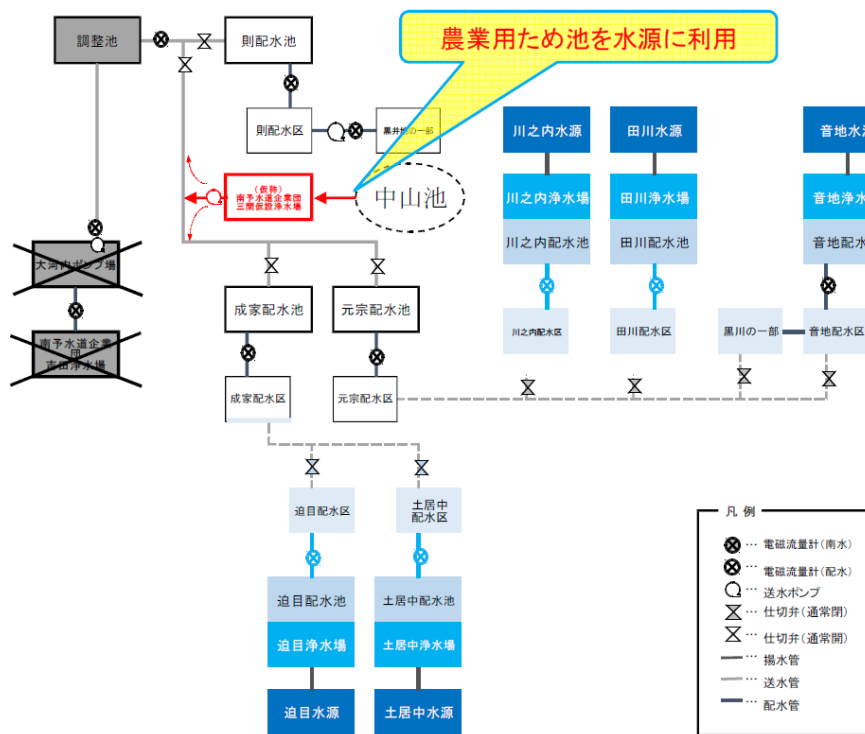 農業用ため池を水源に利用
調整池
則配水池
則配水区
黒井地の一部
(仮称)
南予水道企業団
三間仮設浄水場
中山池
川之内水源
田川水源
音地水源
川之内浄水場
田川浄水場
音地浄水
川之内配水池
田川配水池
音地配水
川之内配水区
田川配水区
黒川の一部
音地配水区
大河内ポンプ場
南予水道企業
団
吉田浄水場
成家配水池
元宗配水池
成家配水区
元宗配水区
迫目配水区
土居中
配水区
迫目配水池
土居中配水池
迫目浄水場
土居中浄水場
迫目水源
土居中水源
凡 例
… 電磁流量計(南水)
… 電磁流量計(配水)
… 送水ポンプ
… 仕切弁(通常閉)
… 仕切弁(通常開)
… 揚水管
… 送水管
… 配水管